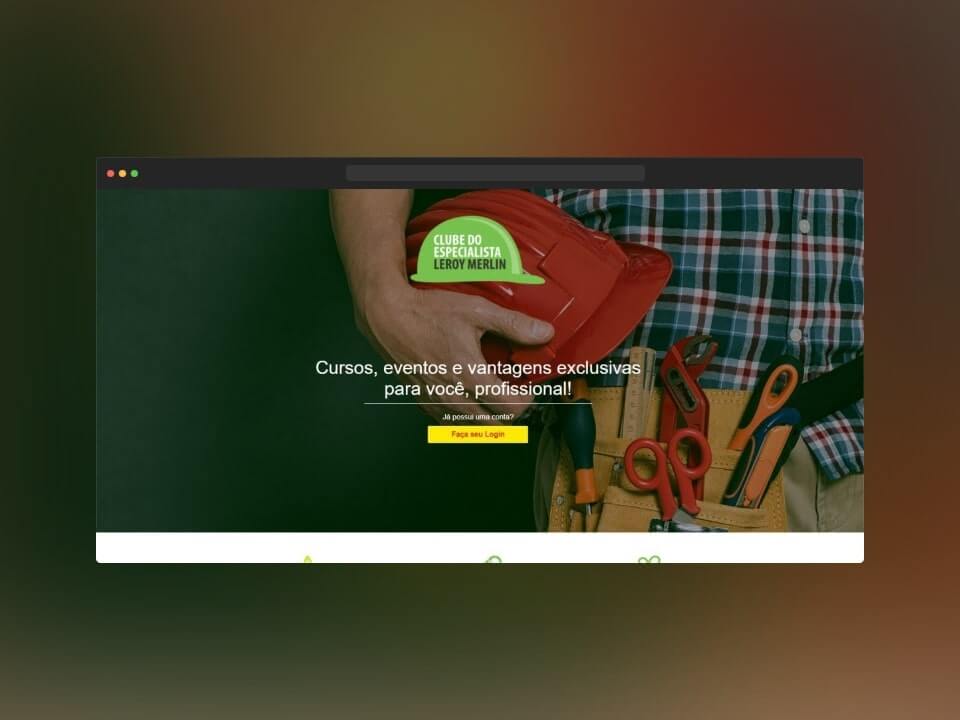 CLUBE DO
ESPECIALISTA
LEROY MERLIN
Cursos, eventos e vantagens exclusivas
para você, profissional!
Já possui uma conta?
Faça seu Login